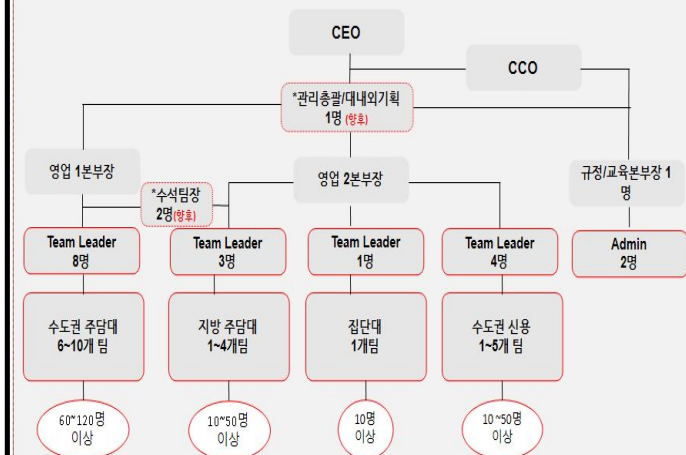 CEO
CCO
*관리총괄/대내외기획
1명 (향후)
영업 1본부장
*수석팀장
2명(향후)
영업 2본부장
규정/교육본부장 1
명
Team Leader
8명
Team Leader
3명
Team Leader
1명
Team Leader
4명
Admin
2명
수도권 주담대
6~10개 팀
지방 주담대
1~4개팀
집단대
1개팀
수도권 신용
1~5개 팀
60~120명
이상
10~50명
이상
10명
이상
10~50명
이상